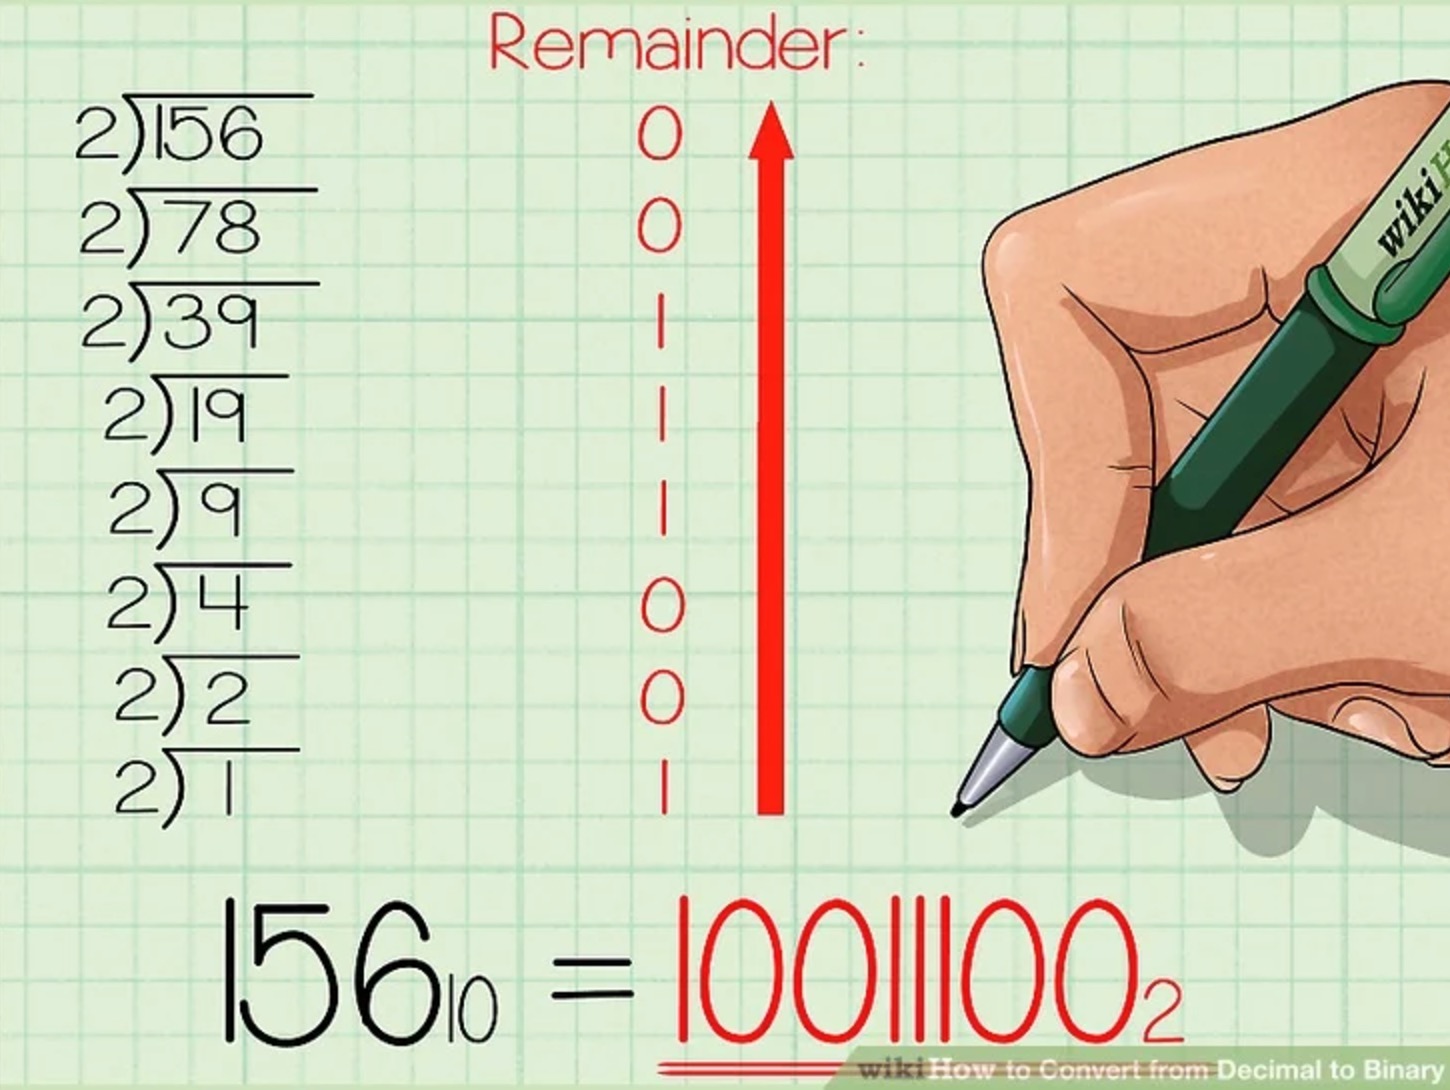 Remainder:
2)156 0
2)78 0
2)39 1
2)19 1
2)9 1
2)4 0
2)2 0
2)1 1
156₁₀ = 10011100₂
wikiH
wikiHow to Convert from Decimal to Binary